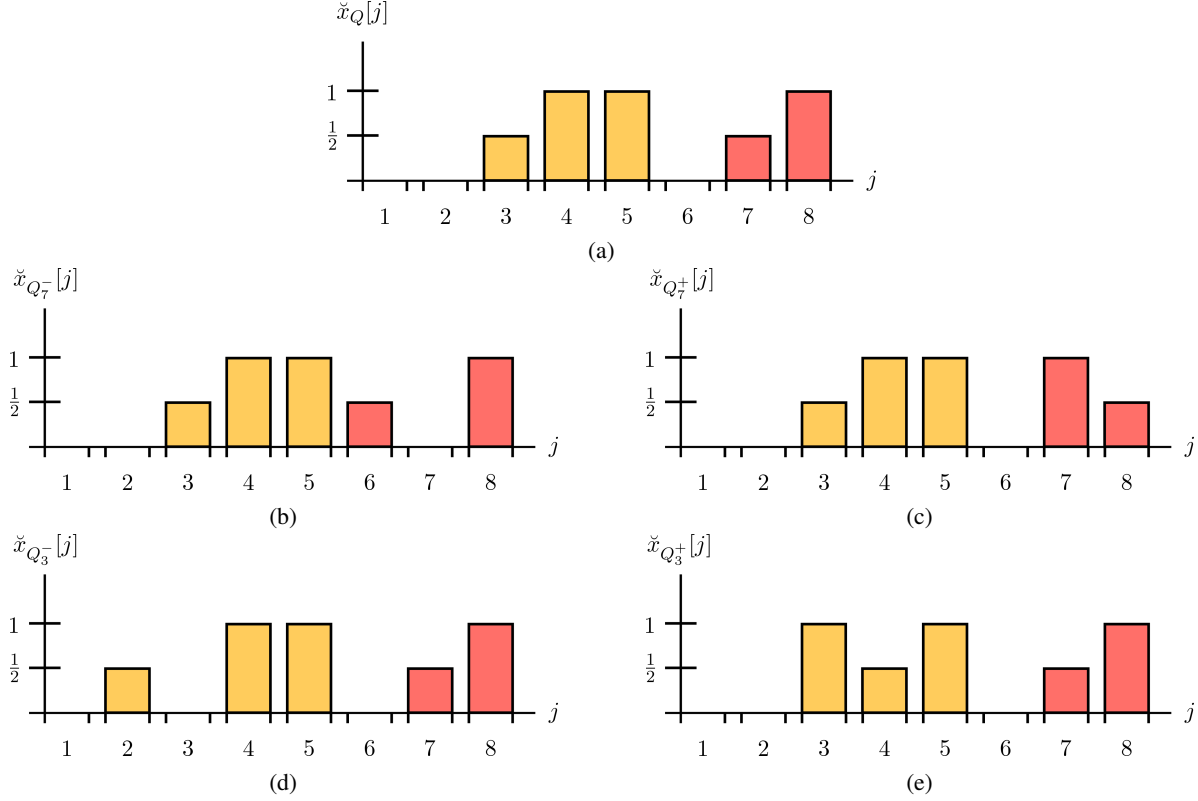 x̆_Q[j]
1
1/2
j
1 2 3 4 5 6 7 8
(a)
x̆_{Q_7^-}[j]
1
1/2
j
1 2 3 4 5 6 7 8
(b)
x̆_{Q_7^+}[j]
1
1/2
j
1 2 3 4 5 6 7 8
(c)
x̆_{Q_3^-}[j]
1
1/2
j
1 2 3 4 5 6 7 8
(d)
x̆_{Q_3^+}[j]
1
1/2
j
1 2 3 4 5 6 7 8
(e)